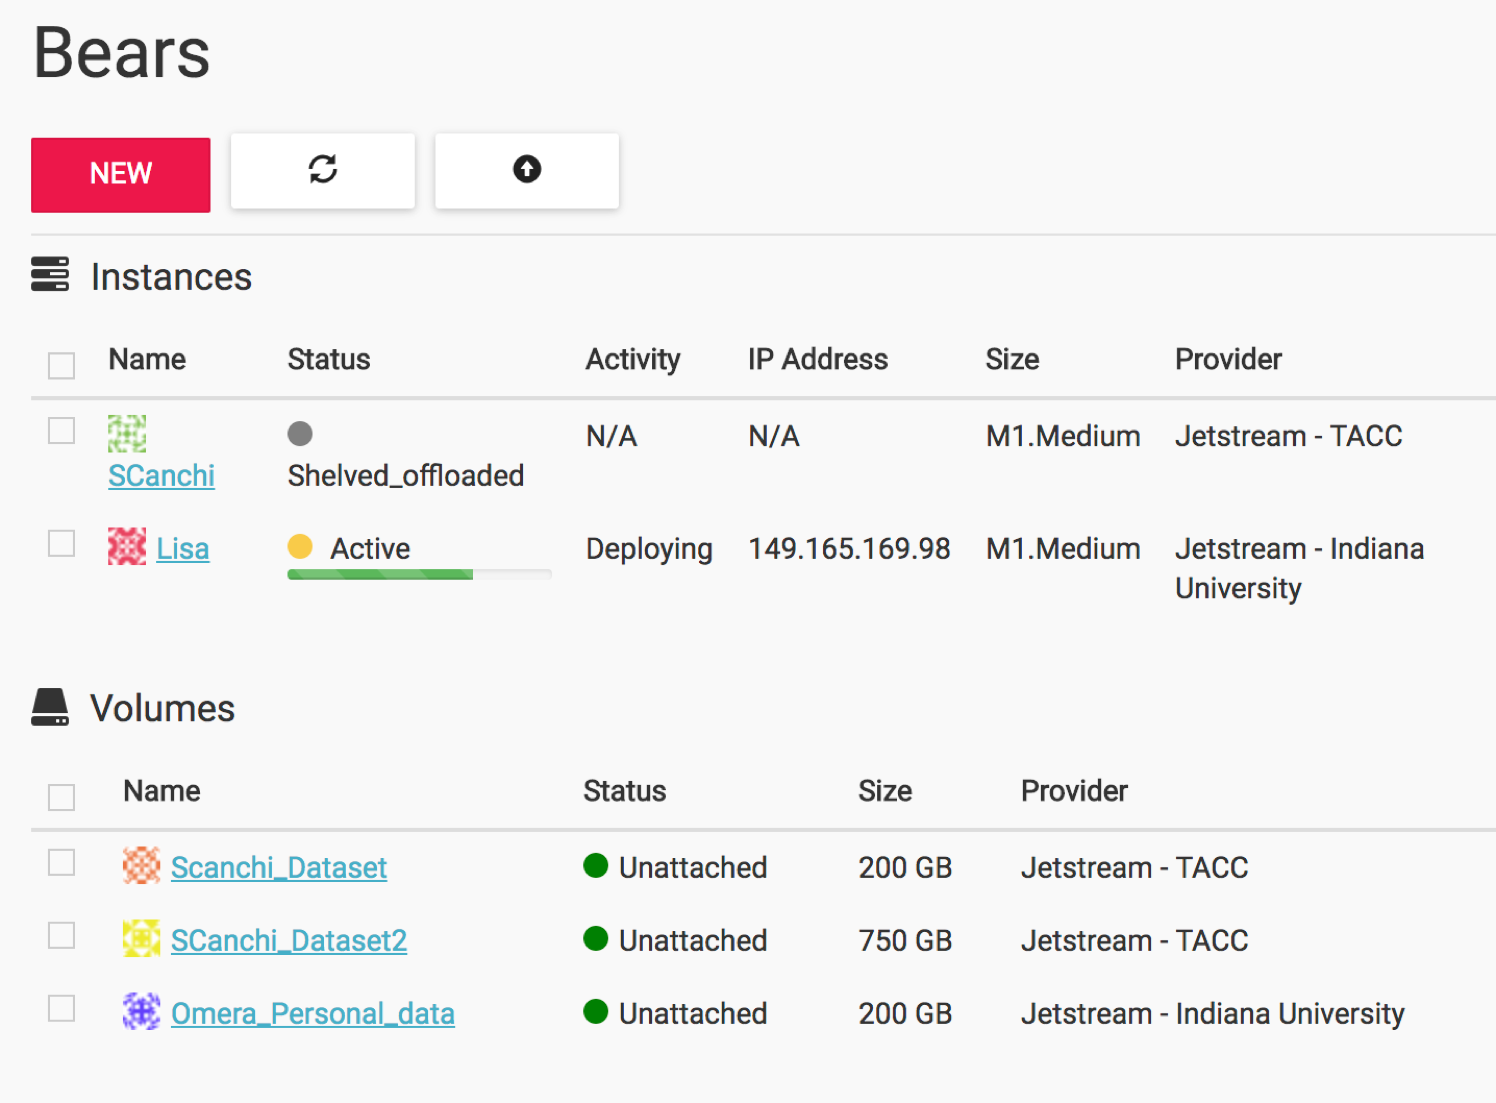 Bears
NEW
Instances
Name Status Activity IP Address Size Provider
SCanchi Shelved_offloaded N/A N/A M1.Medium Jetstream - TACC
Lisa Active Deploying 149.165.169.98 M1.Medium Jetstream - Indiana
University
Volumes
Name Status Size Provider
Scanchi_Dataset Unattached 200 GB Jetstream - TACC
SCanchi_Dataset2 Unattached 750 GB Jetstream - TACC
Omera_Personal_data Unattached 200 GB Jetstream - Indiana University